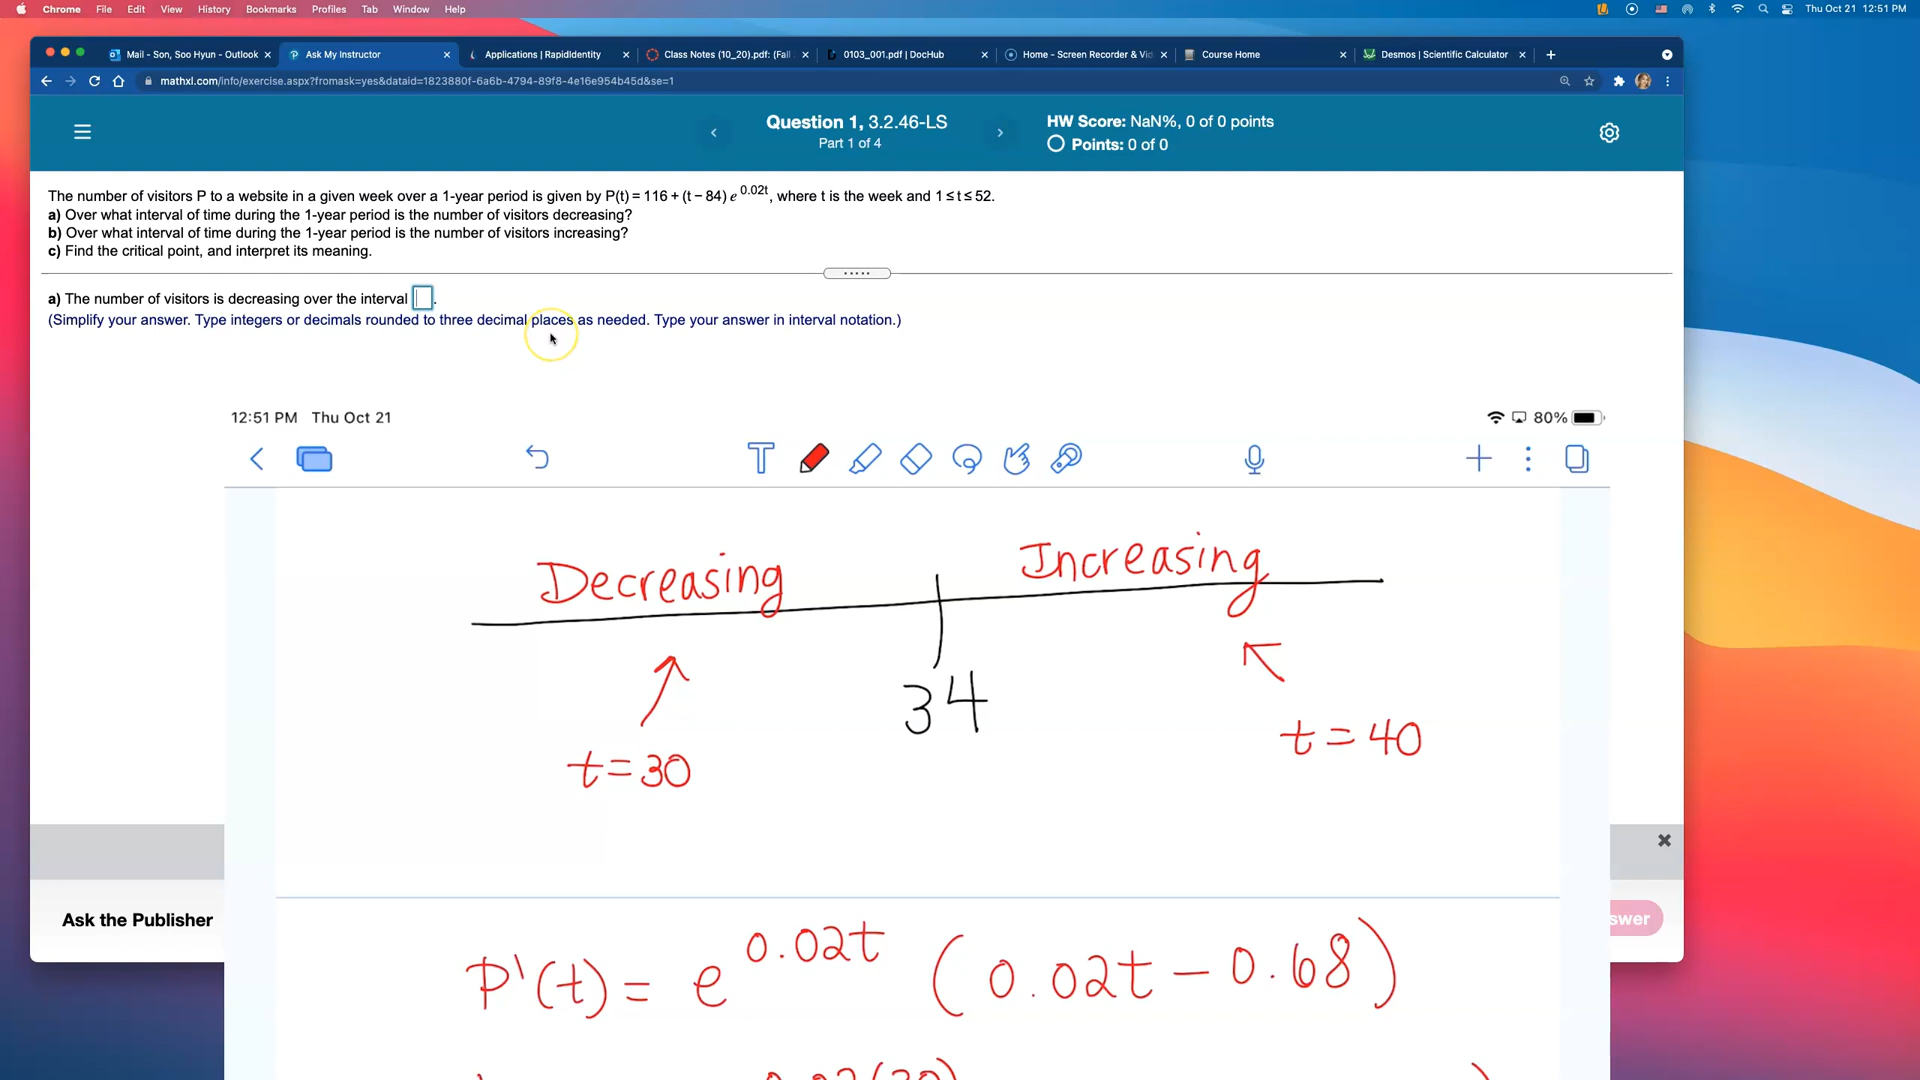 Chrome File Edit View History Bookmarks Profiles Tab Window Help Thu Oct 21 12:51 PM
Mail - Son, Soo Hyun - Outlook Ask My Instructor Applications | RapidIdentity Class Notes (10_20).pdf: (Fall 0103_001.pdf | DocHub Home - Screen Recorder & Vid Course Home Desmos | Scientific Calculator
mathxl.com/info/exercise.aspx?fromask=yes&dataid=1823880f-6a6b-4794-89f8-4e16e954b45d&se=1
Question 1, 3.2.46-LS
Part 1 of 4
HW Score: NaN%, 0 of 0 points
Points: 0 of 0
The number of visitors P to a website in a given week over a 1-year period is given by P(t) = 116 + (t − 84) e 0.02t, where t is the week and 1 ≤ t ≤ 52.
a) Over what interval of time during the 1-year period is the number of visitors decreasing?
b) Over what interval of time during the 1-year period is the number of visitors increasing?
c) Find the critical point, and interpret its meaning.
a) The number of visitors is decreasing over the interval .
(Simplify your answer. Type integers or decimals rounded to three decimal places as needed. Type your answer in interval notation.)
12:51 PM Thu Oct 21 80%
T
Decreasing Increasing
34
t = 30 t = 40
Ask the Publisher swer
P'(t) = e 0.02t (0.02t − 0.68)